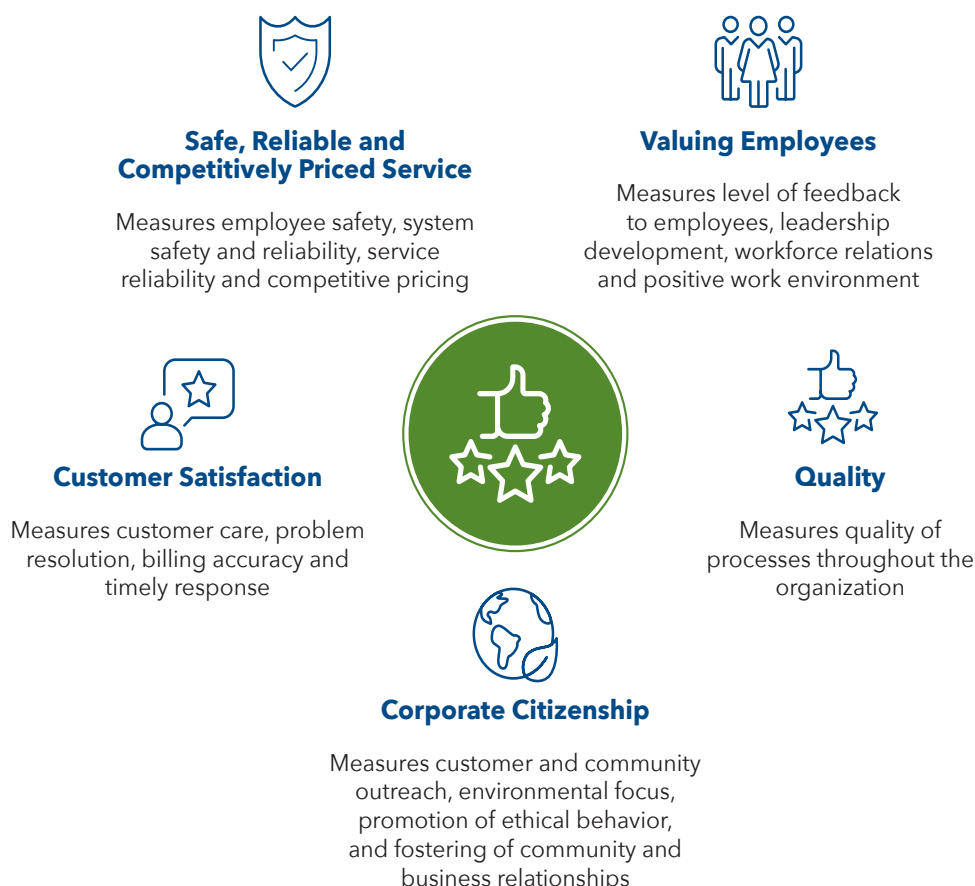 Safe, Reliable and
Competitively Priced Service
Measures employee safety, system
safety and reliability, service
reliability and competitive pricing
Valuing Employees
Measures level of feedback
to employees, leadership
development, workforce relations
and positive work environment
Customer Satisfaction
Measures customer care, problem
resolution, billing accuracy and
timely response
Quality
Measures quality of
processes throughout the
organization
Corporate Citizenship
Measures customer and community
outreach, environmental focus,
promotion of ethical behavior,
and fostering of community and
business relationships